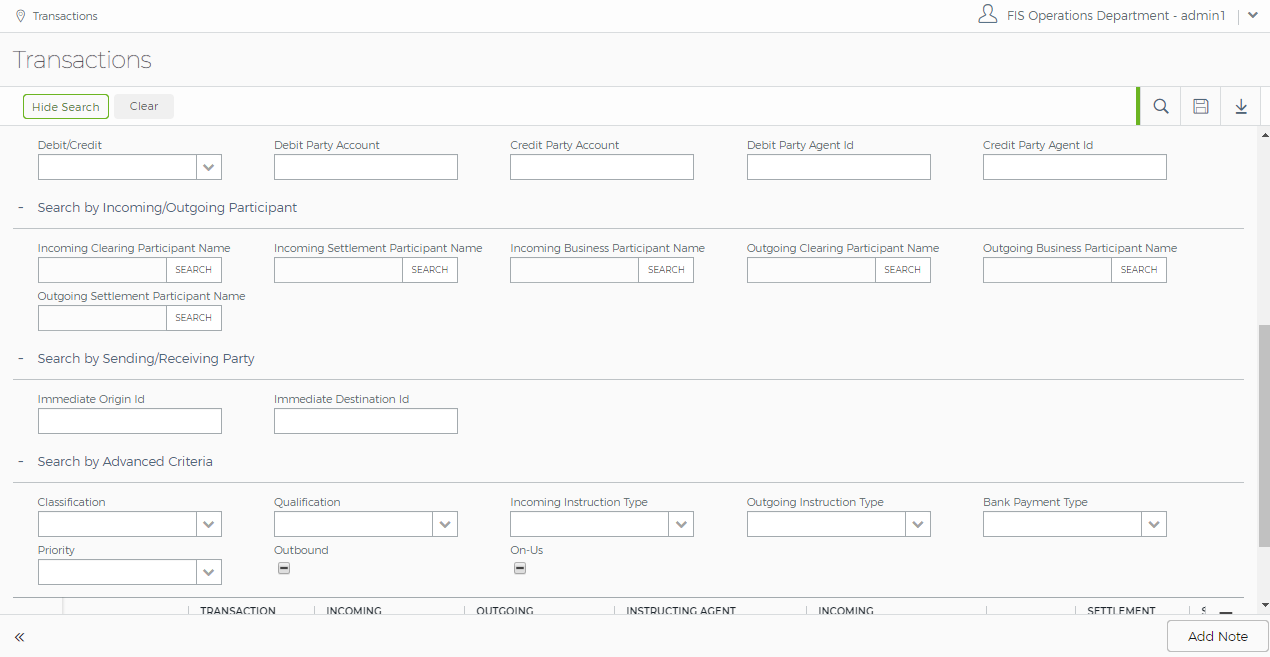 Transactions
FIS Operations Department - admin1
Transactions
Hide Search Clear
Debit/Credit Debit Party Account Credit Party Account Debit Party Agent Id Credit Party Agent Id
- Search by Incoming/Outgoing Participant
Incoming Clearing Participant Name Incoming Settlement Participant Name Incoming Business Participant Name Outgoing Clearing Participant Name Outgoing Business Participant Name
SEARCH SEARCH SEARCH SEARCH SEARCH
Outgoing Settlement Participant Name
SEARCH
- Search by Sending/Receiving Party
Immediate Origin Id Immediate Destination Id
- Search by Advanced Criteria
Classification Qualification Incoming Instruction Type Outgoing Instruction Type Bank Payment Type
Priority Outbound On-Us
TRANSACTION INCOMING OUTGOING INSTRUCTING AGENT INCOMING SETTLEMENT
« Add Note